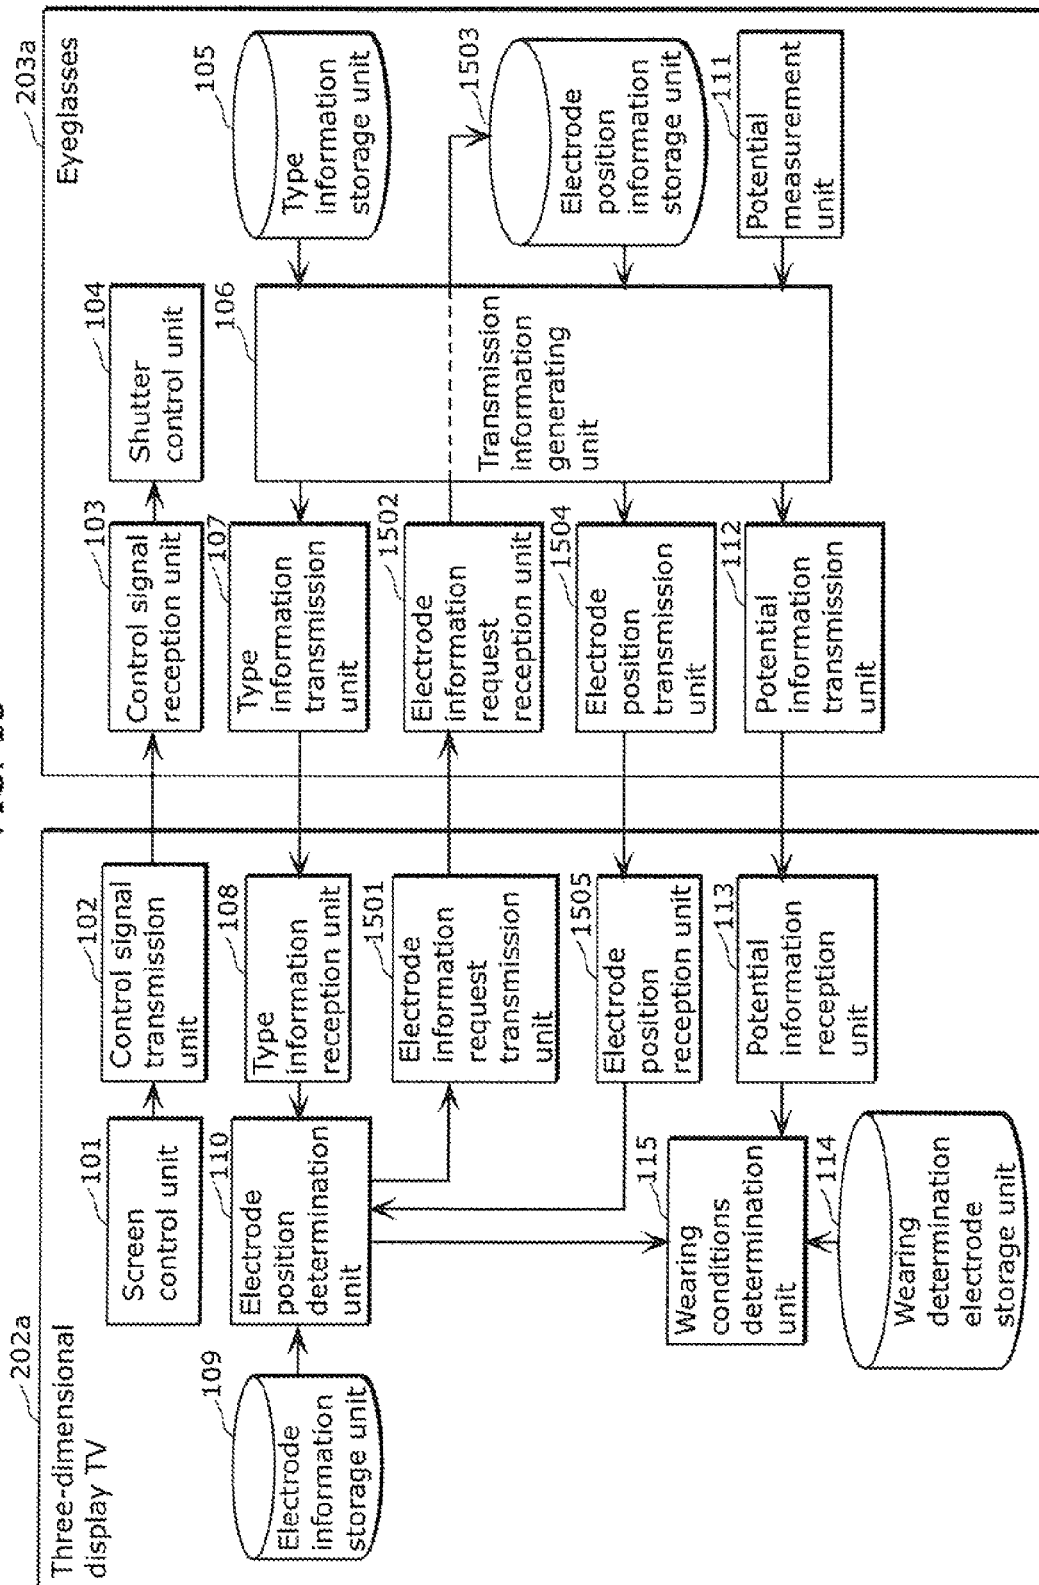 202a
Three-dimensional
display TV
109
Electrode
information
storage unit
101
Screen
control unit
102
Control signal
transmission
unit
110
Electrode
position
determination
unit
108
Type
information
reception unit
1501
Electrode
information
request
transmission
unit
1505
Electrode
position
reception unit
115
Wearing
conditions
determination
unit
113
Potential
information
reception
unit
114
Wearing
determination
electrode
storage unit
203a
Eyeglasses
103
Control signal
reception unit
104
Shutter
control unit
107
Type
information
transmission
unit
106
Transmission
information
generating
unit
105
Type
information
storage unit
1502
Electrode
information
request
reception unit
1503
Electrode
position
information
storage unit
1504
Electrode
position
transmission
unit
112
Potential
information
transmission
unit
111
Potential
measurement
unit